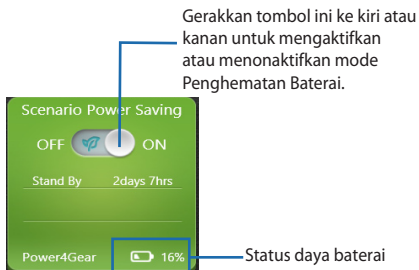 Gerakkan tombol ini ke kiri atau
kanan untuk mengaktifkan
atau menonaktifkan mode
Penghematan Baterai.
Scenario Power Saving
OFF ON
Stand By 2days 7hrs
Power4Gear 16%
Status daya baterai